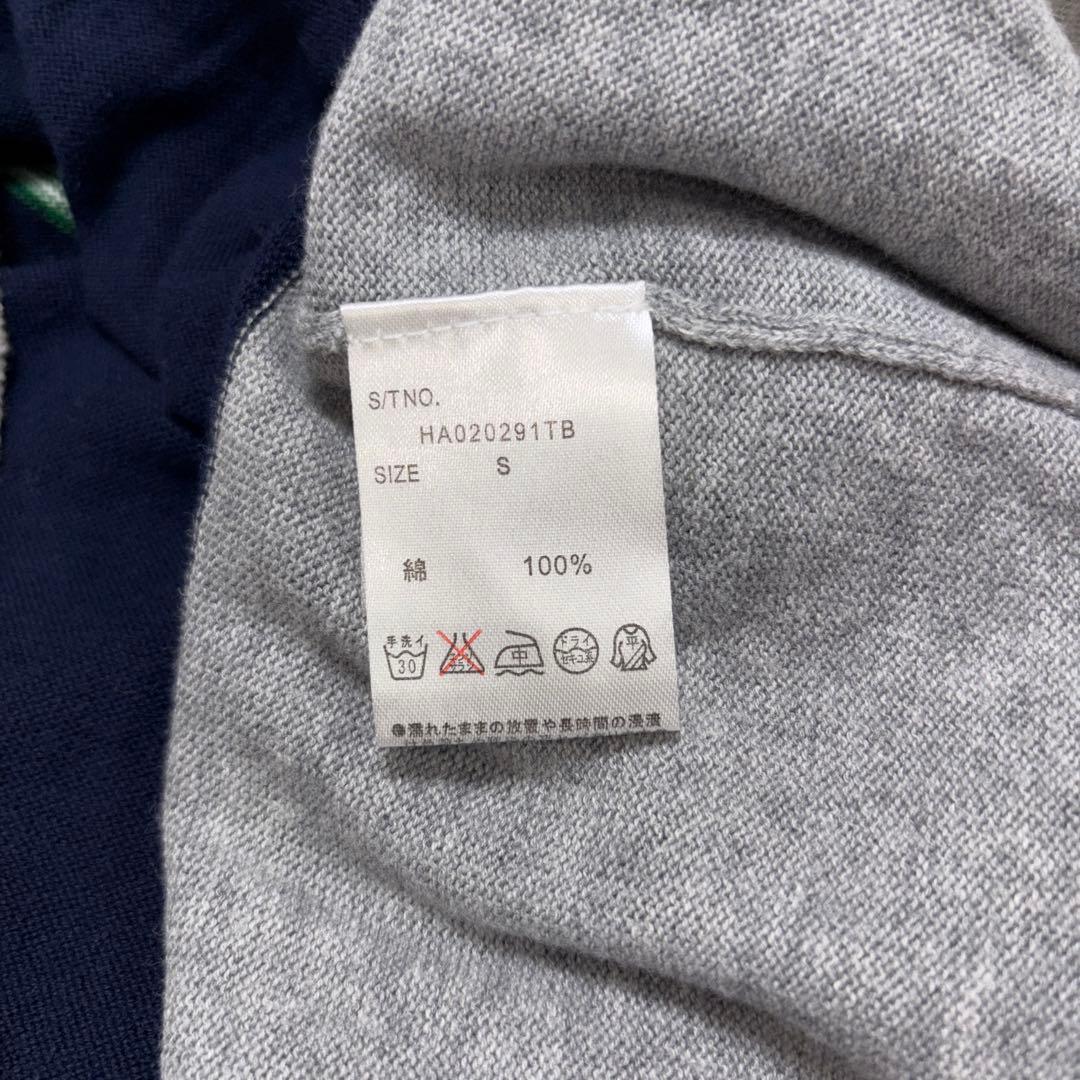 S/TNO.
HA020291TB
SIZE S
綿 100%
手洗イ 30
中
ドライ
セキユ系
平
●濡れたままの放置や長時間の浸漬